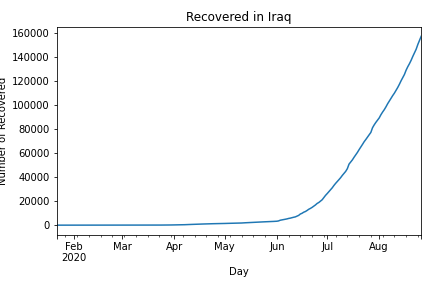 Recovered in Iraq
Number of Recovered
160000
140000
120000
100000
80000
60000
40000
20000
0
Feb Mar Apr May Jun Jul Aug
2020
Day